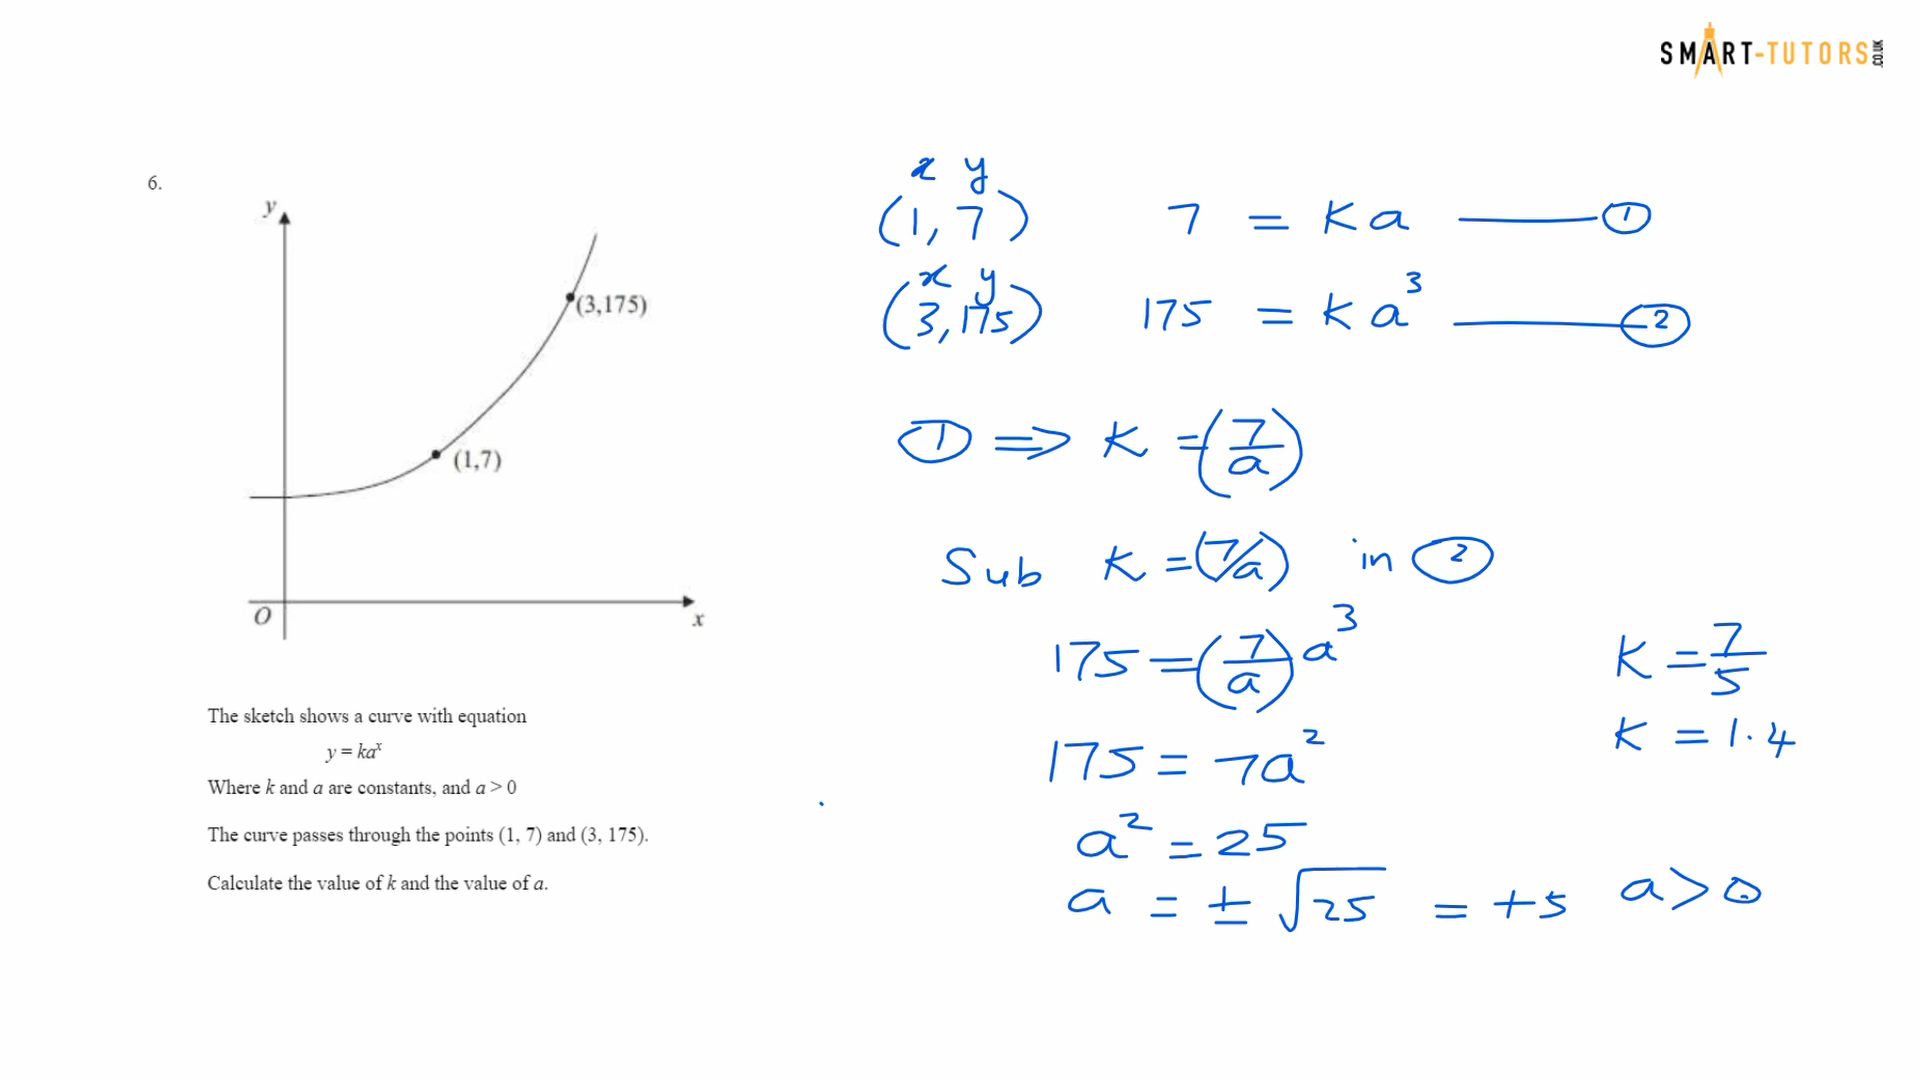 SMART-TUTORS.CO.UK
6.
y
(3,175)
(1,7)
O
x
The sketch shows a curve with equation
y = kaˣ
Where k and a are constants, and a > 0
The curve passes through the points (1, 7) and (3, 175).
Calculate the value of k and the value of a.
x y
(1, 7) 7 = Ka ——— ①
x y
(3, 175) 175 = Ka³ ——— ②
① ⇒ K = (7/a)
Sub K = (7/a) in ②
175 = (7/a) a³
175 = 7a²
a² = 25
a = ± √25 = +5 a > 0
K = 7/5
K = 1.4